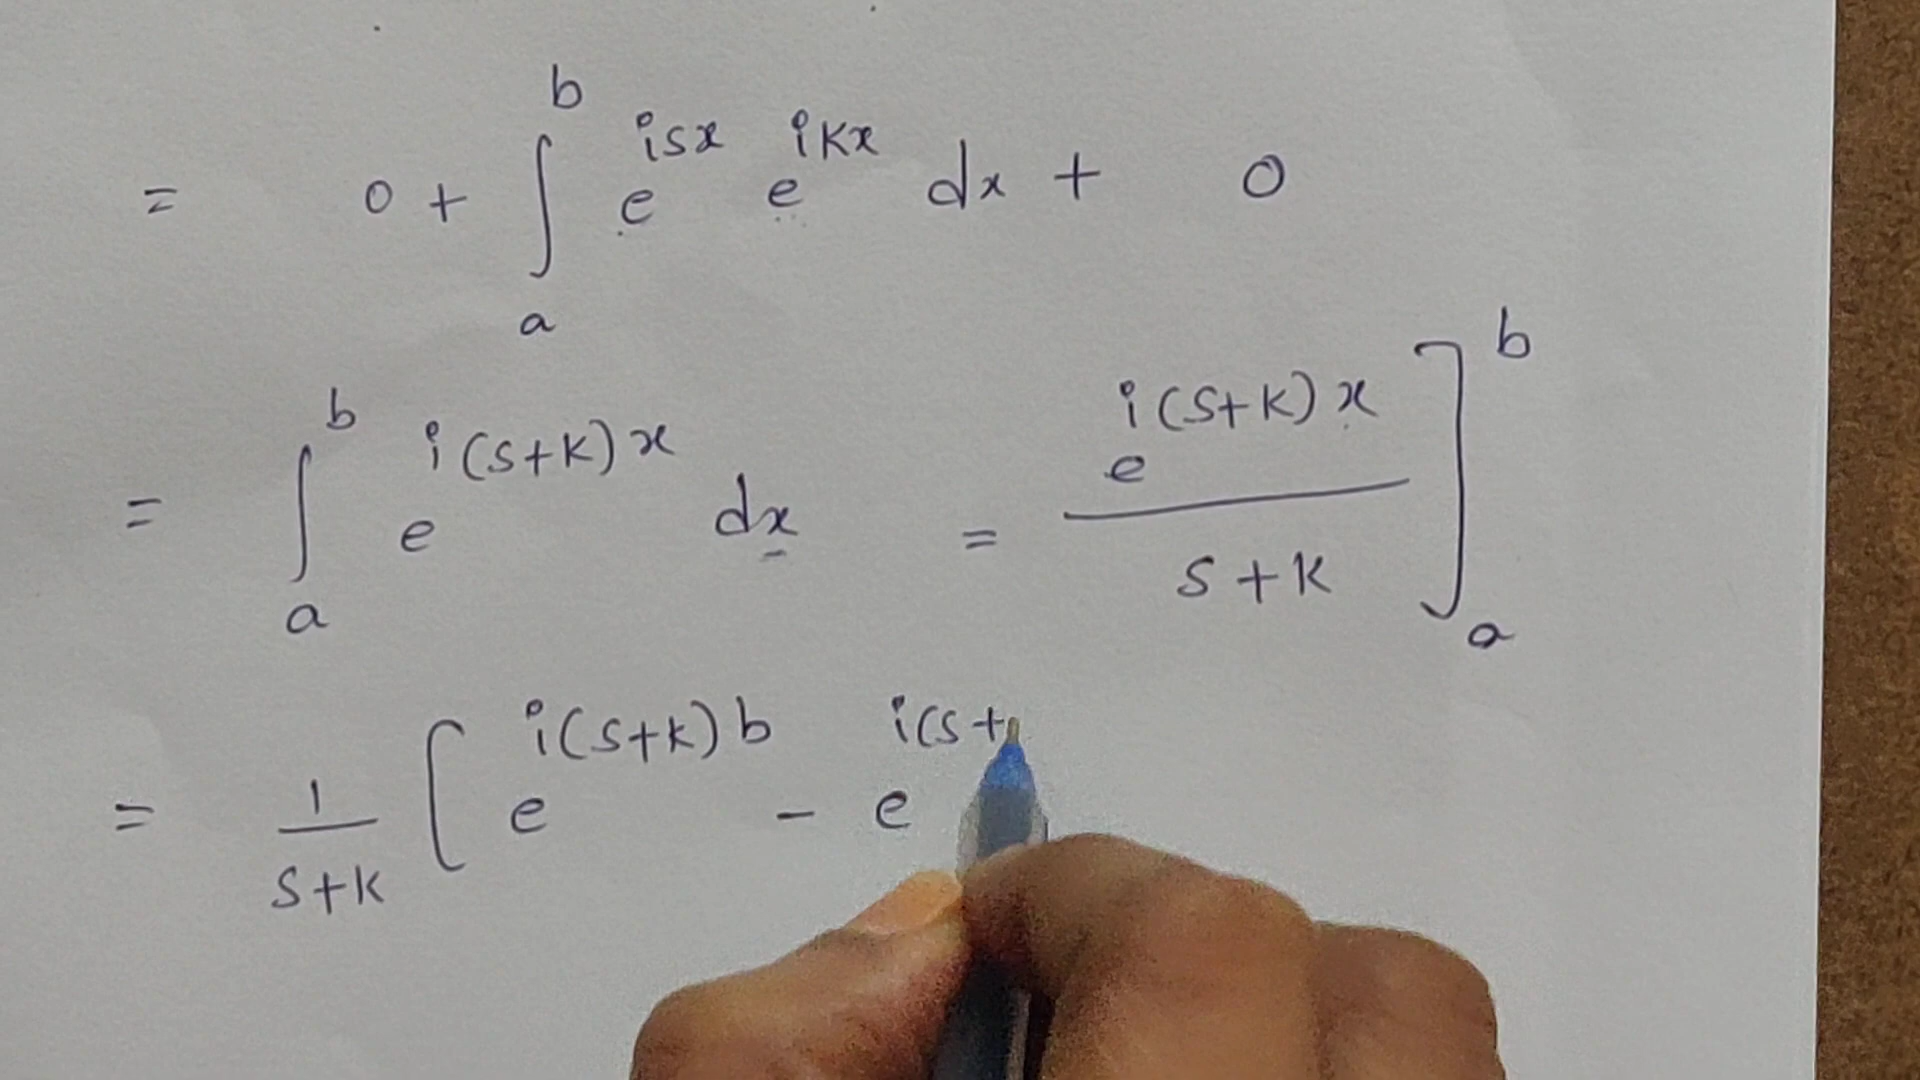 = 0 + ∫_a^b e^{isx} e^{ikx} dx + 0
= ∫_a^b e^{i(s+k)x} dx = e^{i(s+k)x} / s+k ]_a^b
= 1/s+k [ e^{i(s+k)b} - e^{i(s+